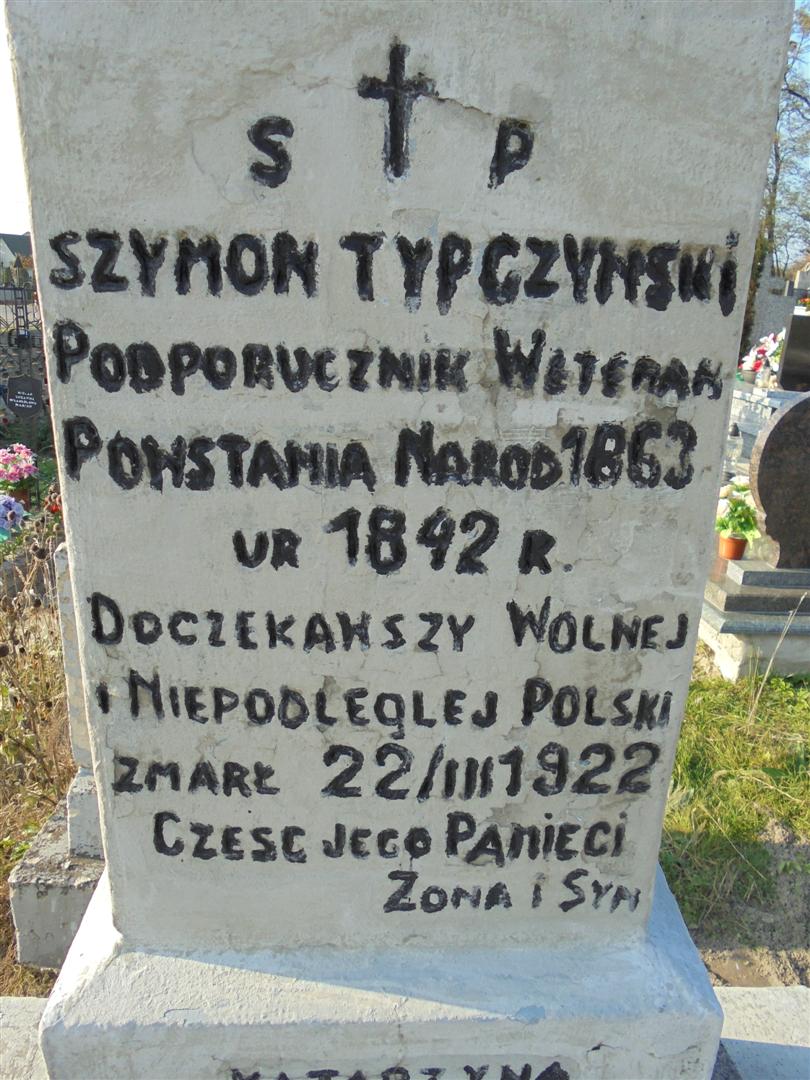 S P
SZYMON TYPCZYNSKI
PODPORUCZNIK WETERAN
POWSTANIA NAROD 1863
UR 1842 R.
DOCZEKAWSZY WOLNEJ
i NIEPODLEGLEJ POLSKI
ZMARŁ 22/III 1922
CZESC JEGO PAMIECI
ZONA i SYN
KATARZYNA